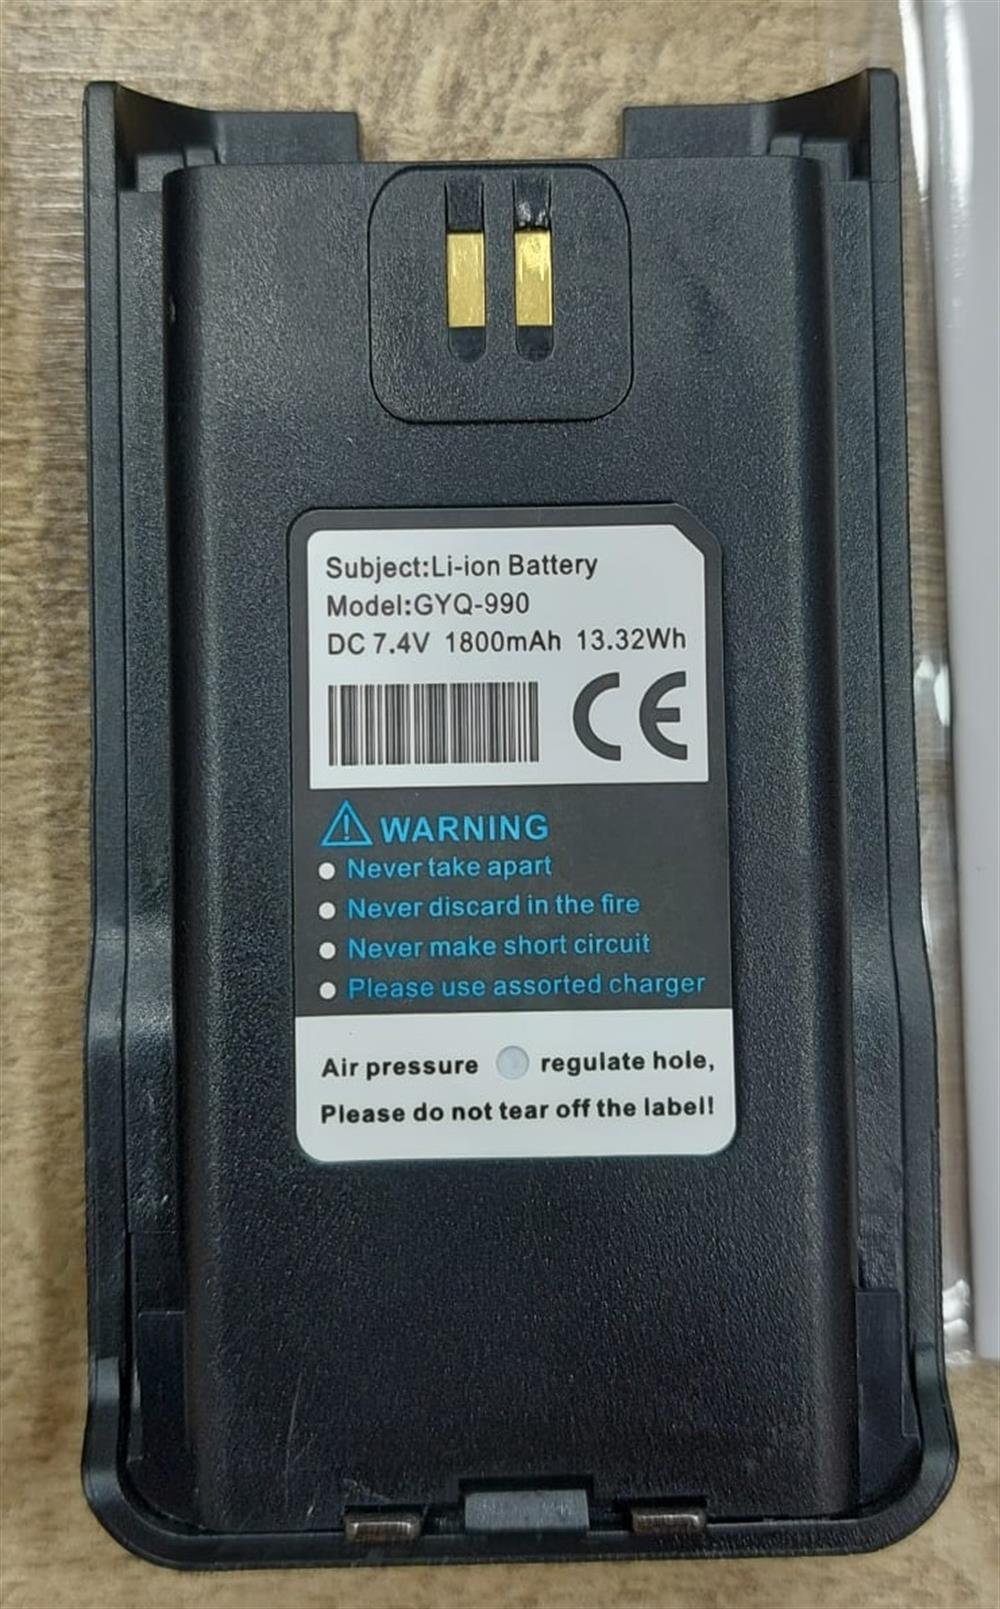 Subject:Li-ion Battery
Model:GYQ-990
DC 7.4V 1800mAh 13.32Wh
CE
WARNING
Never take apart
Never discard in the fire
Never make short circuit
Please use assorted charger
Air pressure regulate hole,
Please do not tear off the label!